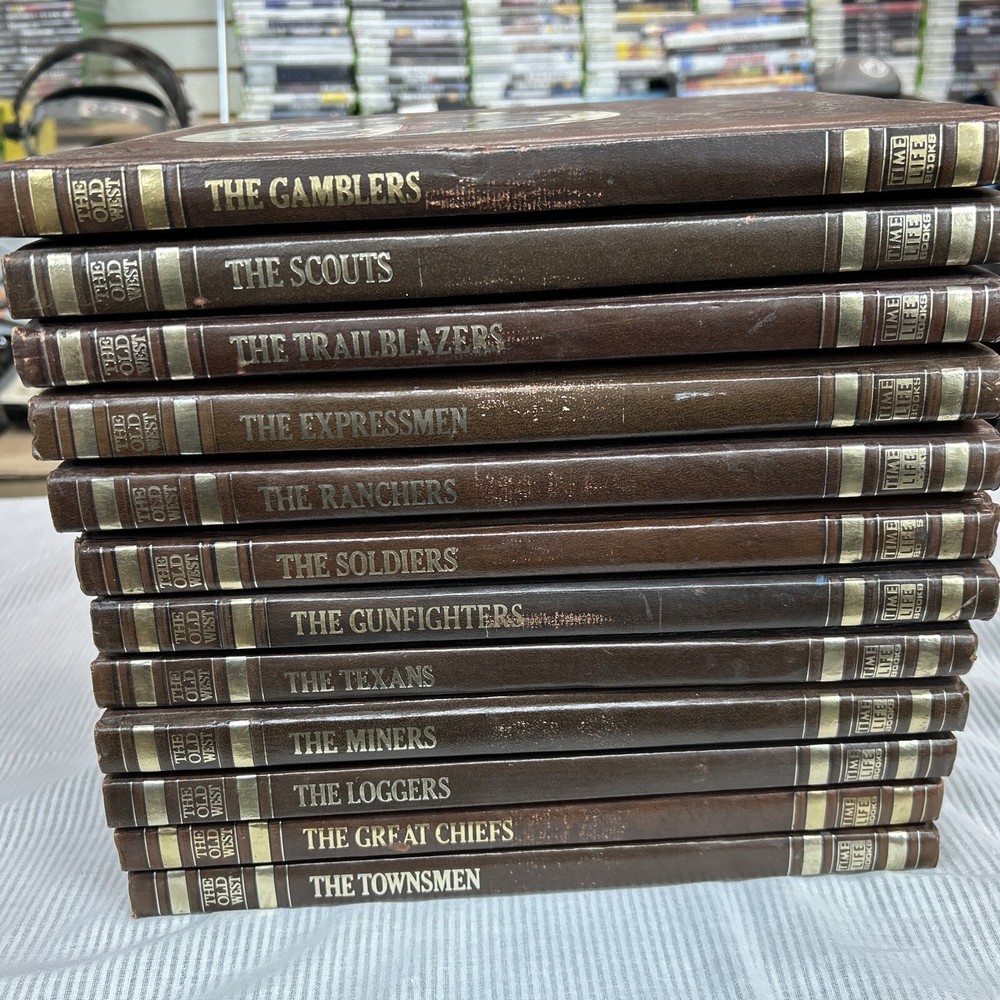 THE OLD WEST THE GAMBLERS TIME LIFE BOOKS
THE OLD WEST THE SCOUTS TIME LIFE BOOKS
THE OLD WEST THE TRAILBLAZERS TIME LIFE BOOKS
THE OLD WEST THE EXPRESSMEN TIME LIFE BOOKS
THE OLD WEST THE RANCHERS TIME LIFE BOOKS
THE OLD WEST THE SOLDIERS TIME LIFE BO S
THE OLD WEST THE GUNFIGHTERS TIME LIFE BOOKS
THE OLD WEST THE TEXANS TIME LIFE BOOKS
THE OLD WEST THE MINERS TIME LIFE BOOKS
THE OLD WEST THE LOGGERS TIME LIFE BOOKS
THE OLD WEST THE GREAT CHIEFS TIME LIFE BOOKS
THE OLD WEST THE TOWNSMEN TIME LIFE BOOKS